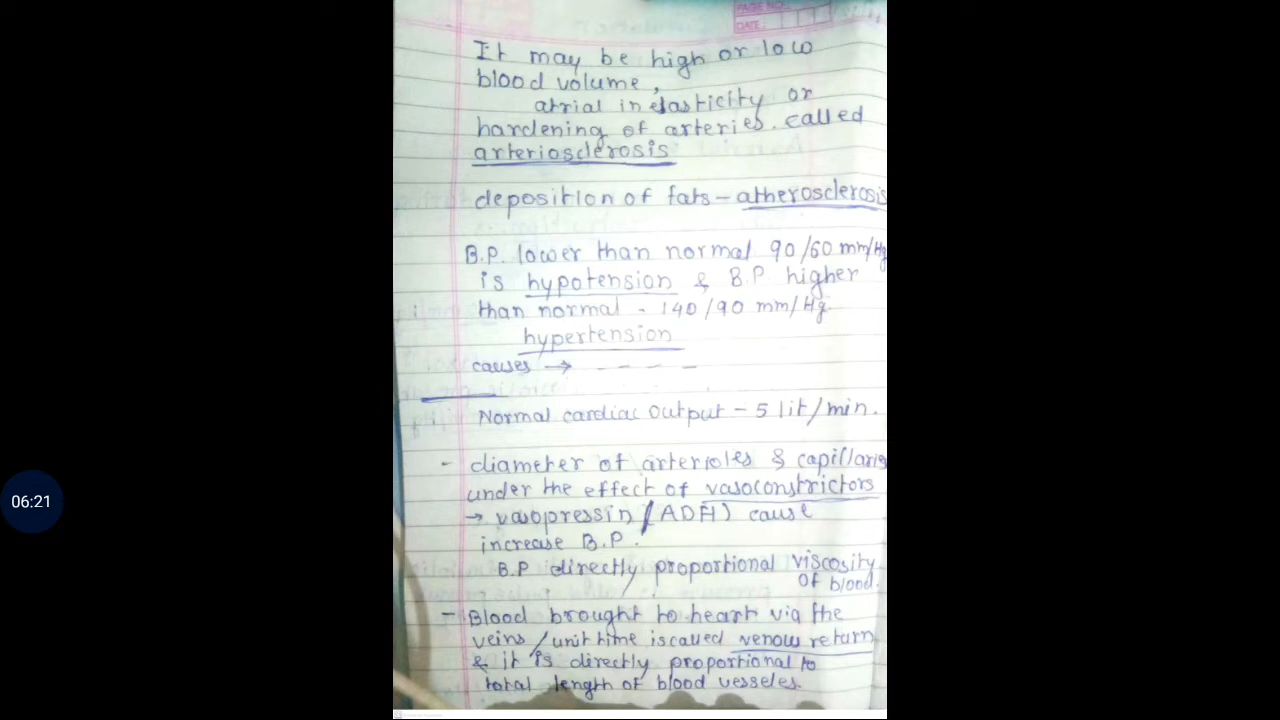 PAGE NO.:
DATE:
It may be high or low
blood volume,
atrial inelasticity or
hardening of arteries. called
arteriosclerosis
deposition of fats - atherosclerosis
B.P. lower than normal 90/60 mm/Hg
is hypotension & B.P higher
than normal - 140/90 mm/Hg.
hypertension
causes → - - - -
Normal cardiac output - 5 lit/min.
- diameter of arterioles & capillaries
under the effect of vasoconstrictors
→ vasopressin (ADH) cause
increase B.P.
B.P directly proportional viscosity
of blood.
- Blood brought to heart via the
veins/unit time is called venous return
& it is directly proportional to
total length of blood vesseles.
06:21